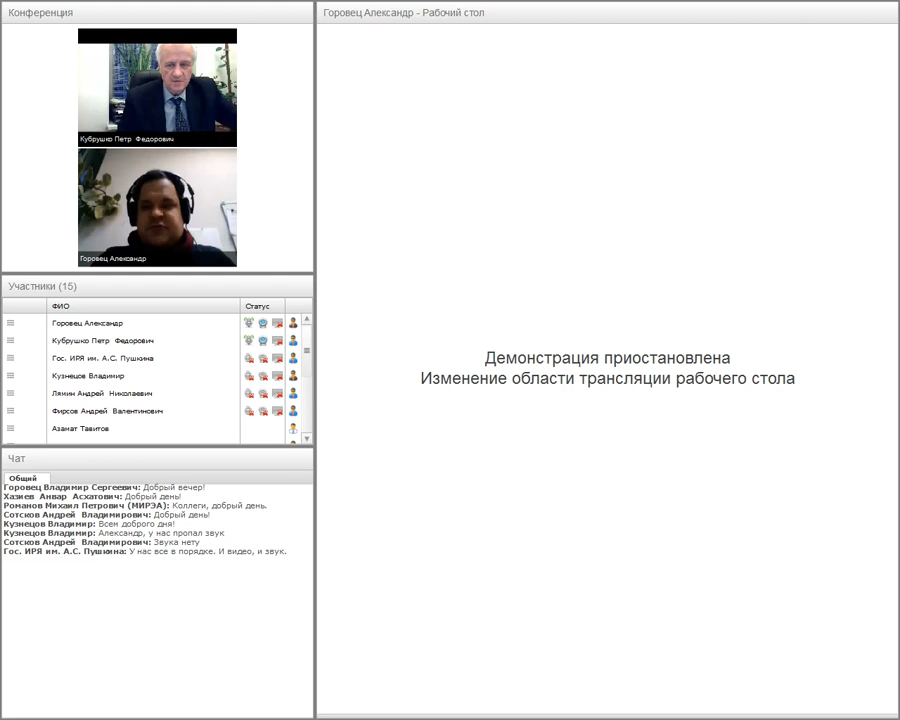 Конференция
Кубрушко Петр Федорович
Горовец Александр
Участники (15)
ФИО Статус
Горовец Александр
Кубрушко Петр Федорович
Гос. ИРЯ им. А.С. Пушкина
Кузнецов Владимир
Лямин Андрей Николаевич
Фирсов Андрей Валентинович
Азамат Тавитов
Чат
Общий
Горовец Владимир Сергеевич: Добрый вечер!
Хазиев Анвар Асхатович: Добрый день!
Романов Михаил Петрович (МИРЭА): Коллеги, добрый день.
Сотсков Андрей Владимирович: Добрый день!
Кузнецов Владимир: Всем доброго дня!
Кузнецов Владимир: Александр, у нас пропал звук
Сотсков Андрей Владимирович: Звука нету
Гос. ИРЯ им. А.С. Пушкина: У нас все в порядке. И видео, и звук.
Горовец Александр - Рабочий стол
Демонстрация приостановлена
Изменение области трансляции рабочего стола